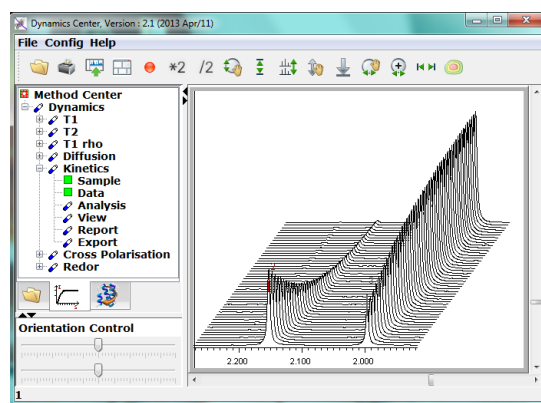 Dynamics Center, Version : 2.1 (2013 Apr/11)
File Config Help
*2 /2
Method Center
Dynamics
T1
T2
T1 rho
Diffusion
Kinetics
Sample
Data
Analysis
View
Report
Export
Cross Polarisation
Redor
Orientation Control
2.200 2.100 2.000
1